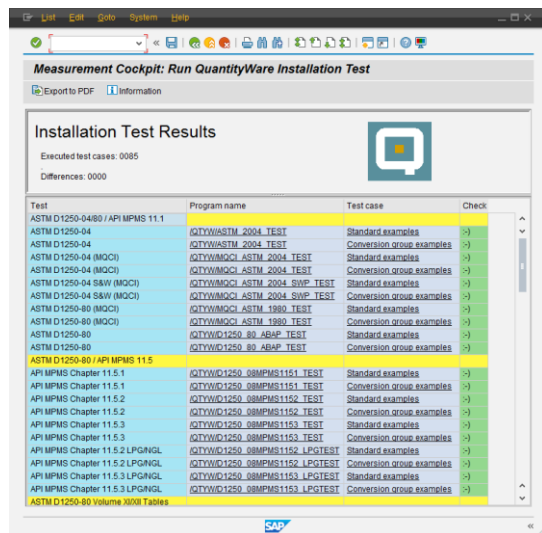 List Edit Goto System Help
Measurement Cockpit: Run QuantityWare Installation Test
Export to PDF Information
Installation Test Results
Executed test cases: 0085
Differences: 0000
Test Program name Test case Check
ASTM D1250-04/80 / API MPMS 11.1
ASTM D1250-04 /QTYW/ASTM_2004_TEST Standard examples :-)
ASTM D1250-04 /QTYW/ASTM_2004_TEST Conversion group examples :-)
ASTM D1250-04 (MQCI) /QTYW/MQCI_ASTM_2004_TEST Standard examples :-)
ASTM D1250-04 (MQCI) /QTYW/MQCI_ASTM_2004_TEST Conversion group examples :-)
ASTM D1250-04 S&W (MQCI) /QTYW/MQCI_ASTM_2004_SWP_TEST Standard examples :-)
ASTM D1250-04 S&W (MQCI) /QTYW/MQCI_ASTM_2004_SWP_TEST Conversion group examples :-)
ASTM D1250-80 (MQCI) /QTYW/MQCI_ASTM_1980_TEST Standard examples :-)
ASTM D1250-80 (MQCI) /QTYW/MQCI_ASTM_1980_TEST Conversion group examples :-)
ASTM D1250-80 /QTYW/D1250_80_ABAP_TEST Standard examples :-)
ASTM D1250-80 /QTYW/D1250_80_ABAP_TEST Conversion group examples :-)
ASTM D1250-80 / API MPMS 11.5
API MPMS Chapter 11.5.1 /QTYW/D1250_08MPMS1151_TEST Standard examples :-)
API MPMS Chapter 11.5.1 /QTYW/D1250_08MPMS1151_TEST Conversion group examples :-)
API MPMS Chapter 11.5.2 /QTYW/D1250_08MPMS1152_TEST Standard examples :-)
API MPMS Chapter 11.5.2 /QTYW/D1250_08MPMS1152_TEST Conversion group examples :-)
API MPMS Chapter 11.5.3 /QTYW/D1250_08MPMS1153_TEST Standard examples :-)
API MPMS Chapter 11.5.3 /QTYW/D1250_08MPMS1153_TEST Conversion group examples :-)
API MPMS Chapter 11.5.2 LPG/NGL /QTYW/D1250_08MPMS1152_LPGTEST Standard examples :-)
API MPMS Chapter 11.5.2 LPG/NGL /QTYW/D1250_08MPMS1152_LPGTEST Conversion group examples :-)
API MPMS Chapter 11.5.3 LPG/NGL /QTYW/D1250_08MPMS1153_LPGTEST Standard examples :-)
API MPMS Chapter 11.5.3 LPG/NGL /QTYW/D1250_08MPMS1153_LPGTEST Conversion group examples :-)
ASTM D1250-80 Volume XI/XII Tables
SAP